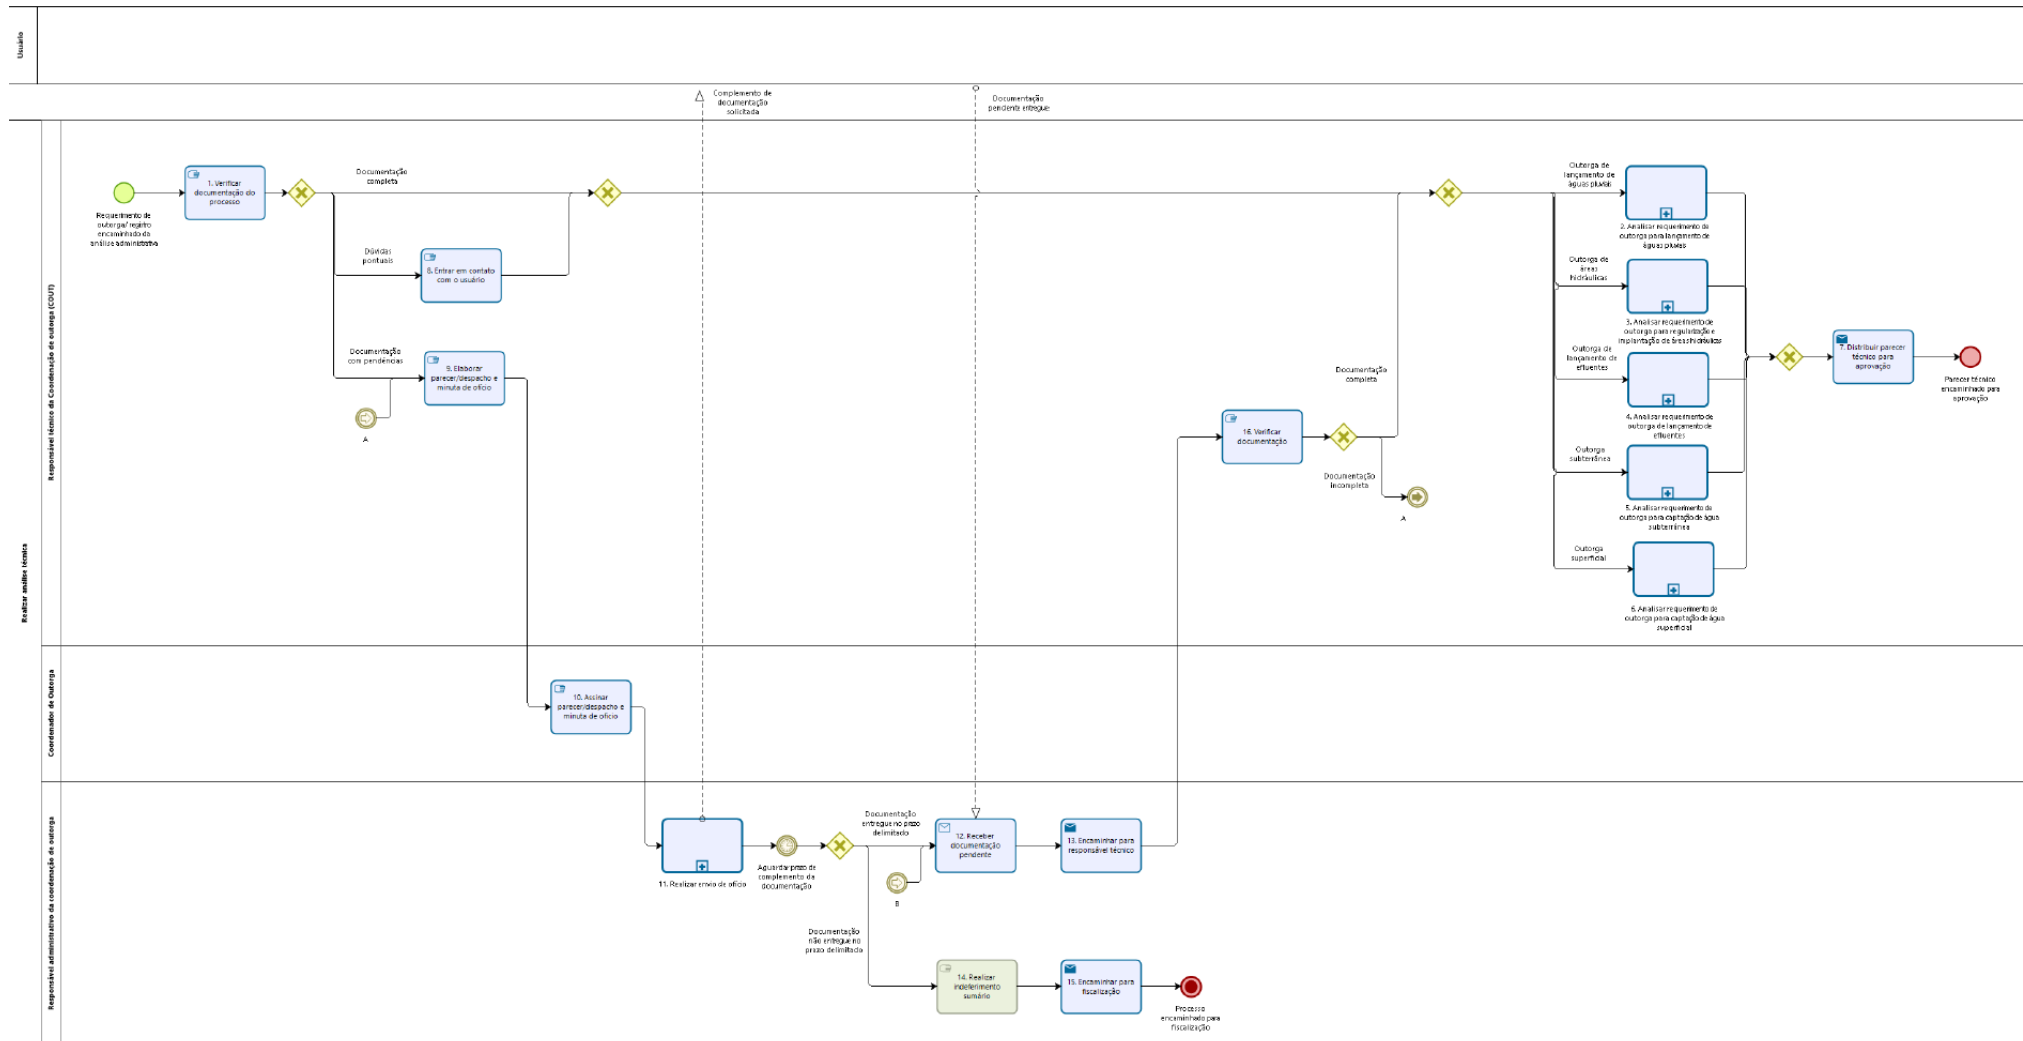 Usuário
Complemento de
documentação
solicitada
Documentação
pendente entregue
Realizar análise técnica
Responsável técnico da Coordenação de outorga (COUT)
Requerimento de
outorga/registro
encaminhado da
análise administrativa
1. Verificar
documentação do
processo
Documentação
completa
Dúvidas
pontuais
8. Entrar em contato
com o usuário
Documentação
com pendências
9. Elaborar
parecer/despacho e
minuta de ofício
A
16. Verificar
documentação
Documentação
completa
Documentação
incompleta
A
Outorga de
lançamento de
águas pluviais
2. Analisar requerimento de
outorga para lançamento de
águas pluviais
Outorga de
áreas
hidráulicas
3. Analisar requerimento de
outorga para regularização e
implantação de áreas hidráulicas
Outorga de
lançamento de
efluentes
4. Analisar requerimento de
outorga de lançamento de
efluentes
Outorga
subterrânea
5. Analisar requerimento de
outorga para captação de água
subterrânea
Outorga
superficial
6. Analisar requerimento de
outorga para captação de água
superficial
7. Distribuir parecer
técnico para
aprovação
Parecer técnico
encaminhado para
aprovação
Coordenador de Outorga
10. Assinar
parecer/despacho e
minuta de ofício
Responsável administrativo da coordenação de outorga
11. Realizar envio de ofício
Aguardar prazo de
complemento da
documentação
Documentação
entregue no prazo
delimitado
B
12. Receber
documentação
pendente
13. Encaminhar para
responsável técnico
Documentação
não entregue no
prazo delimitado
14. Realizar
indeferimento
sumário
15. Encaminhar para
fiscalização
Processo
encaminhado para
fiscalização